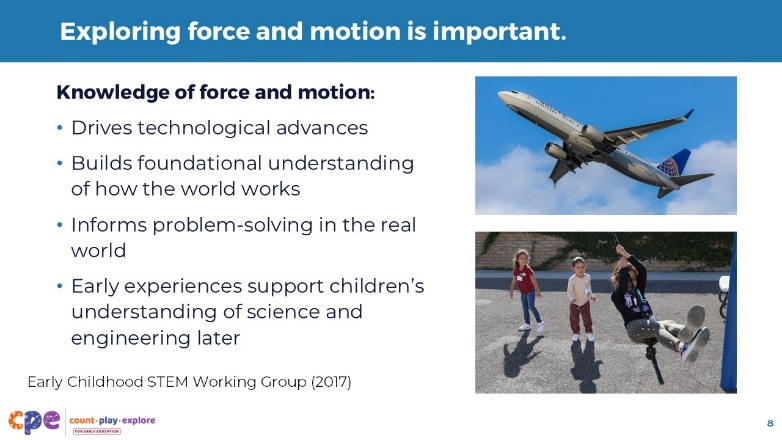 Exploring force and motion is important.
Knowledge of force and motion:
• Drives technological advances
• Builds foundational understanding
of how the world works
• Informs problem-solving in the real
world
• Early experiences support children’s
understanding of science and
engineering later
Early Childhood STEM Working Group (2017)
cpe
count·play·explore
FOR EARLY EDUCATION
8